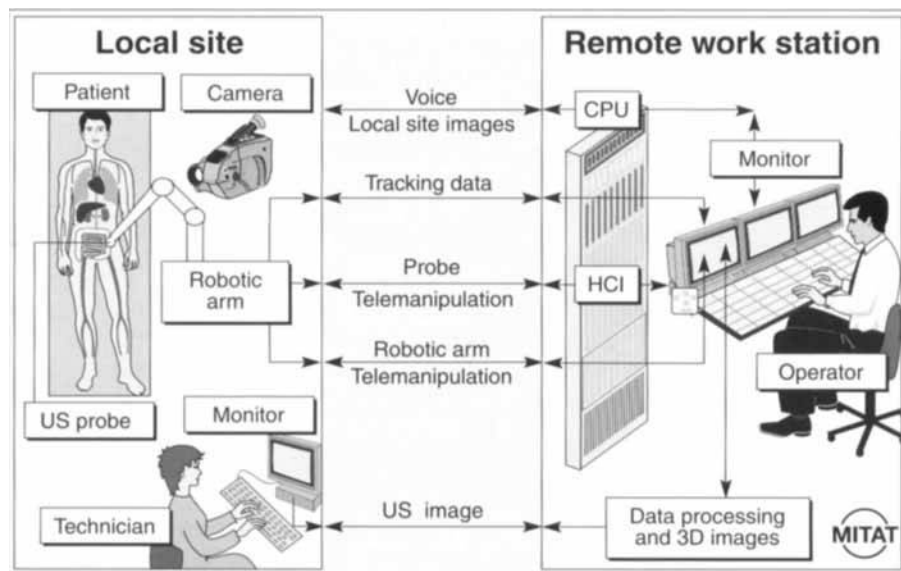 Local site
Remote work station
Patient
Camera
Voice
Local site images
CPU
Monitor
Tracking data
Robotic
arm
Probe
Telemanipulation
HCI
Robotic arm
Telemanipulation
Operator
US probe
Monitor
Technician
US image
Data processing
and 3D images
MITAT